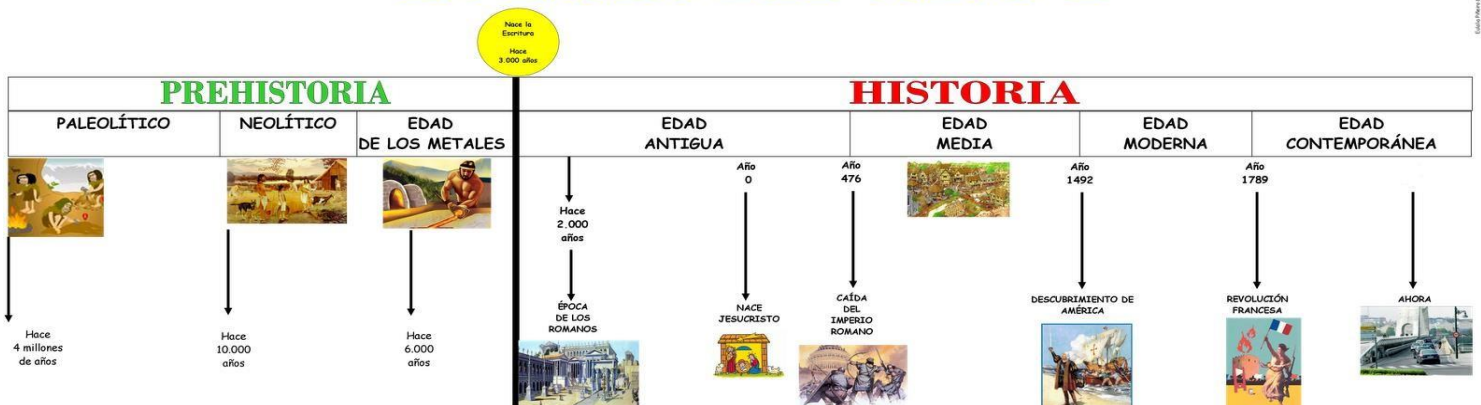 Nace la
Escritura
Hace
3.000 años
PREHISTORIA
HISTORIA
PALEOLÍTICO
NEOLÍTICO
EDAD
DE LOS METALES
EDAD
ANTIGUA
EDAD
MEDIA
EDAD
MODERNA
EDAD
CONTEMPORÁNEA
Hace
4 millones
de años
Hace
10.000
años
Hace
6.000
años
Hace
2.000
años
ÉPOCA
DE LOS
ROMANOS
Año
0
NACE
JESUCRISTO
Año
476
CAÍDA
DEL
IMPERIO
ROMANO
Año
1492
DESCUBRIMIENTO DE
AMÉRICA
Año
1789
REVOLUCIÓN
FRANCESA
AHORA